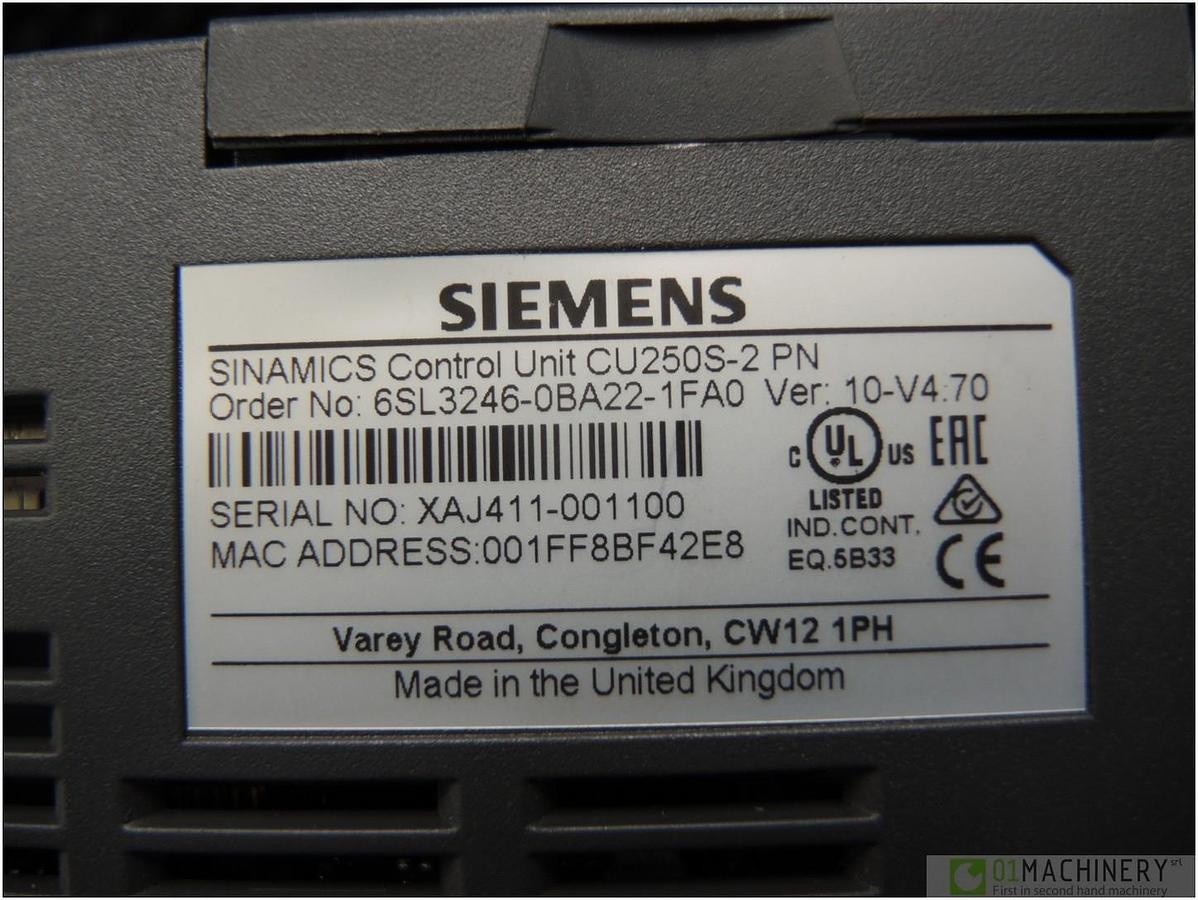 SIEMENS
SINAMICS Control Unit CU250S-2 PN
Order No: 6SL3246-0BA22-1FA0 Ver: 10-V4.70
C UL US EAC
LISTED
IND.CONT.
EQ.5B33
CE
SERIAL NO: XAJ411-001100
MAC ADDRESS:001FF8BF42E8
Varey Road, Congleton, CW12 1PH
Made in the United Kingdom
01MACHINERY srl
First in second hand machinery